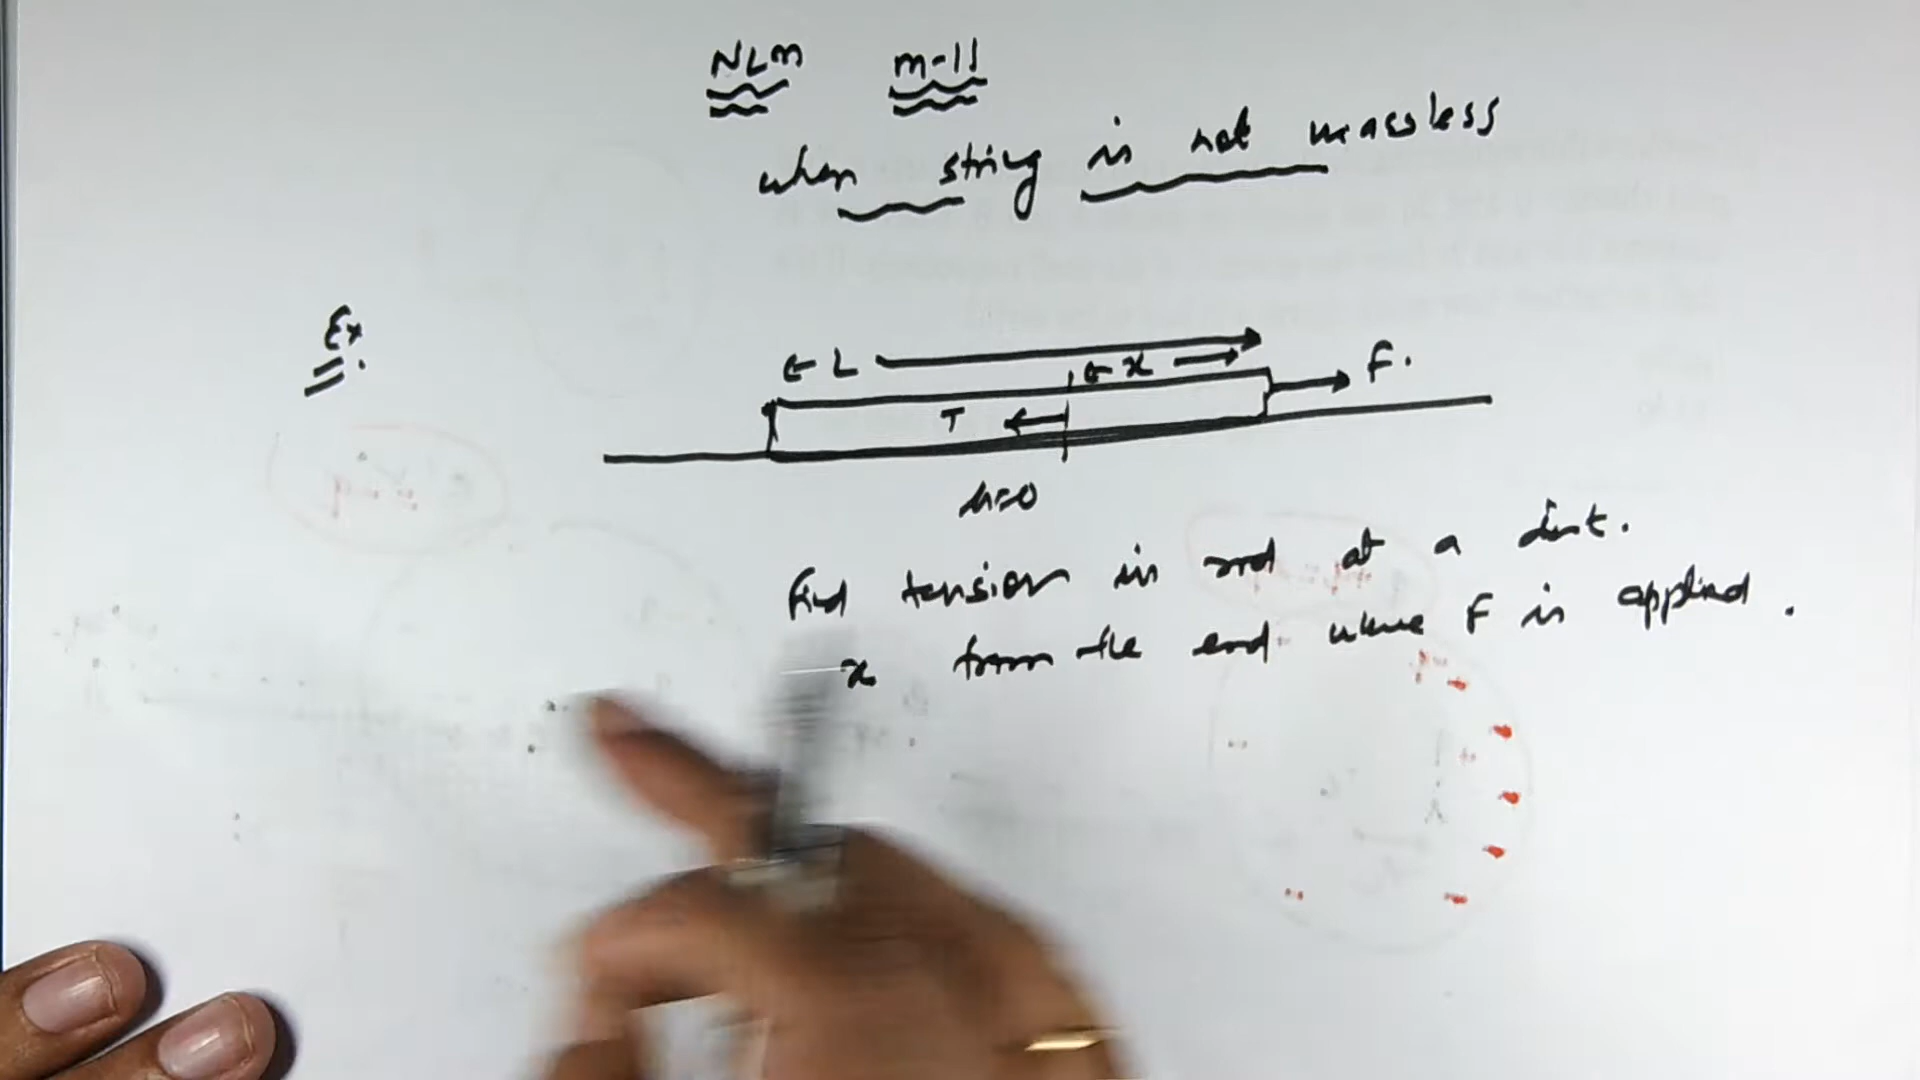 NLM M-11
when string is not massless
Ex.
← L →
← x →
F.
T
μ=0
find tension in rod at a dist.
x from the end where F is applied.